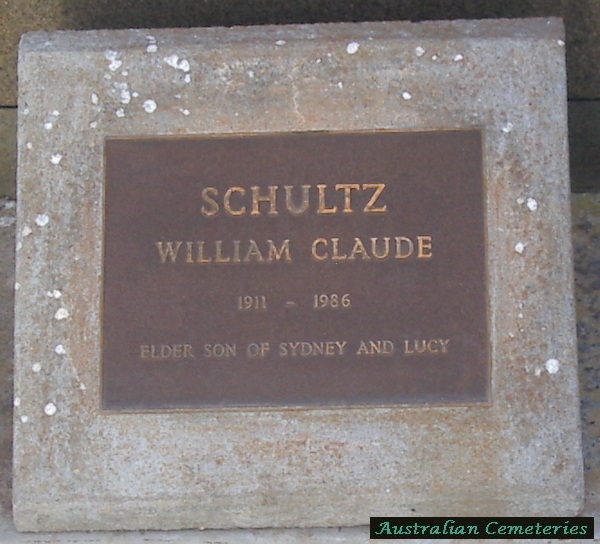 SCHULTZ
WILLIAM CLAUDE
1911 - 1986
ELDER SON OF SYDNEY AND LUCY
Australian Cemeteries